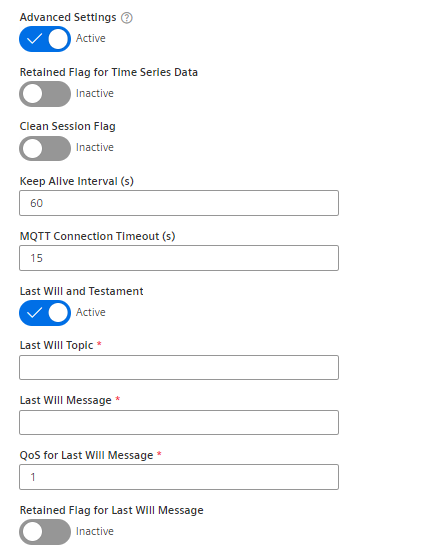 Advanced Settings ?
Active
Retained Flag for Time Series Data
Inactive
Clean Session Flag
Inactive
Keep Alive Interval (s)
60
MQTT Connection Timeout (s)
15
Last Will and Testament
Active
Last Will Topic *
Last Will Message *
QoS for Last Will Message *
1
Retained Flag for Last Will Message
Inactive